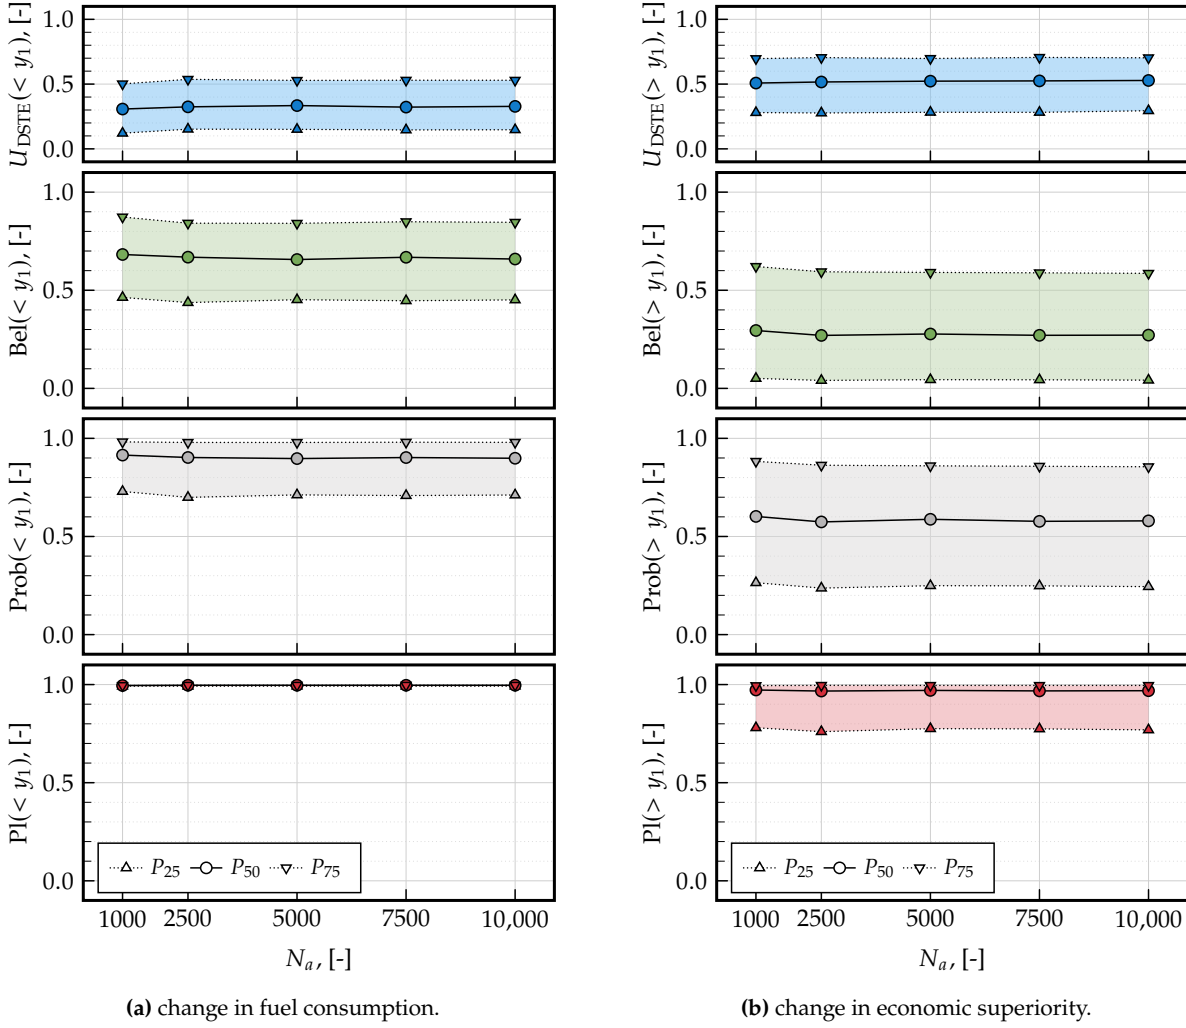 U_DSTE(< y₁), [-]
1.0
0.5
0.0
Bel(< y₁), [-]
1.0
0.5
0.0
Prob(< y₁), [-]
1.0
0.5
0.0
Pl(< y₁), [-]
1.0
0.5
0.0
P₂₅ P₅₀ P₇₅
1000 2500 5000 7500 10,000
Nₐ, [-]
(a) change in fuel consumption.
U_DSTE(> y₁), [-]
1.0
0.5
0.0
Bel(> y₁), [-]
1.0
0.5
0.0
Prob(> y₁), [-]
1.0
0.5
0.0
Pl(> y₁), [-]
1.0
0.5
0.0
P₂₅ P₅₀ P₇₅
1000 2500 5000 7500 10,000
Nₐ, [-]
(b) change in economic superiority.